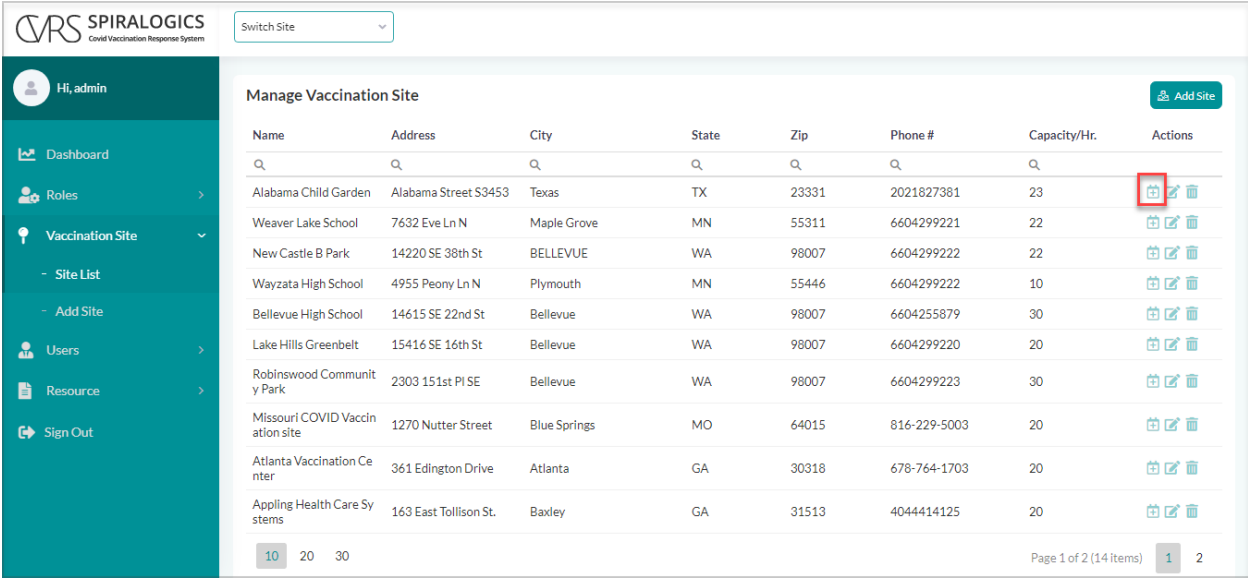 CVRS SPIRALOGICS
Covid Vaccination Response System
Switch Site
Hi, admin
Dashboard
Roles
Vaccination Site
- Site List
- Add Site
Users
Resource
Sign Out
Manage Vaccination Site
Add Site
Name Address City State Zip Phone # Capacity/Hr. Actions
Alabama Child Garden Alabama Street S3453 Texas TX 23331 2021827381 23
Weaver Lake School 7632 Eve Ln N Maple Grove MN 55311 6604299221 22
New Castle B Park 14220 SE 38th St BELLEVUE WA 98007 6604299222 22
Wayzata High School 4955 Peony Ln N Plymouth MN 55446 6604299222 10
Bellevue High School 14615 SE 22nd St Bellevue WA 98007 6604255879 30
Lake Hills Greenbelt 15416 SE 16th St Bellevue WA 98007 6604299220 20
Robinswood Communit
y Park 2303 151st Pl SE Bellevue WA 98007 6604299223 30
Missouri COVID Vaccin
ation site 1270 Nutter Street Blue Springs MO 64015 816-229-5003 20
Atlanta Vaccination Ce
nter 361 Edington Drive Atlanta GA 30318 678-764-1703 20
Appling Health Care Sy
stems 163 East Tollison St. Baxley GA 31513 4044414125 20
10 20 30
Page 1 of 2 (14 items) 1 2